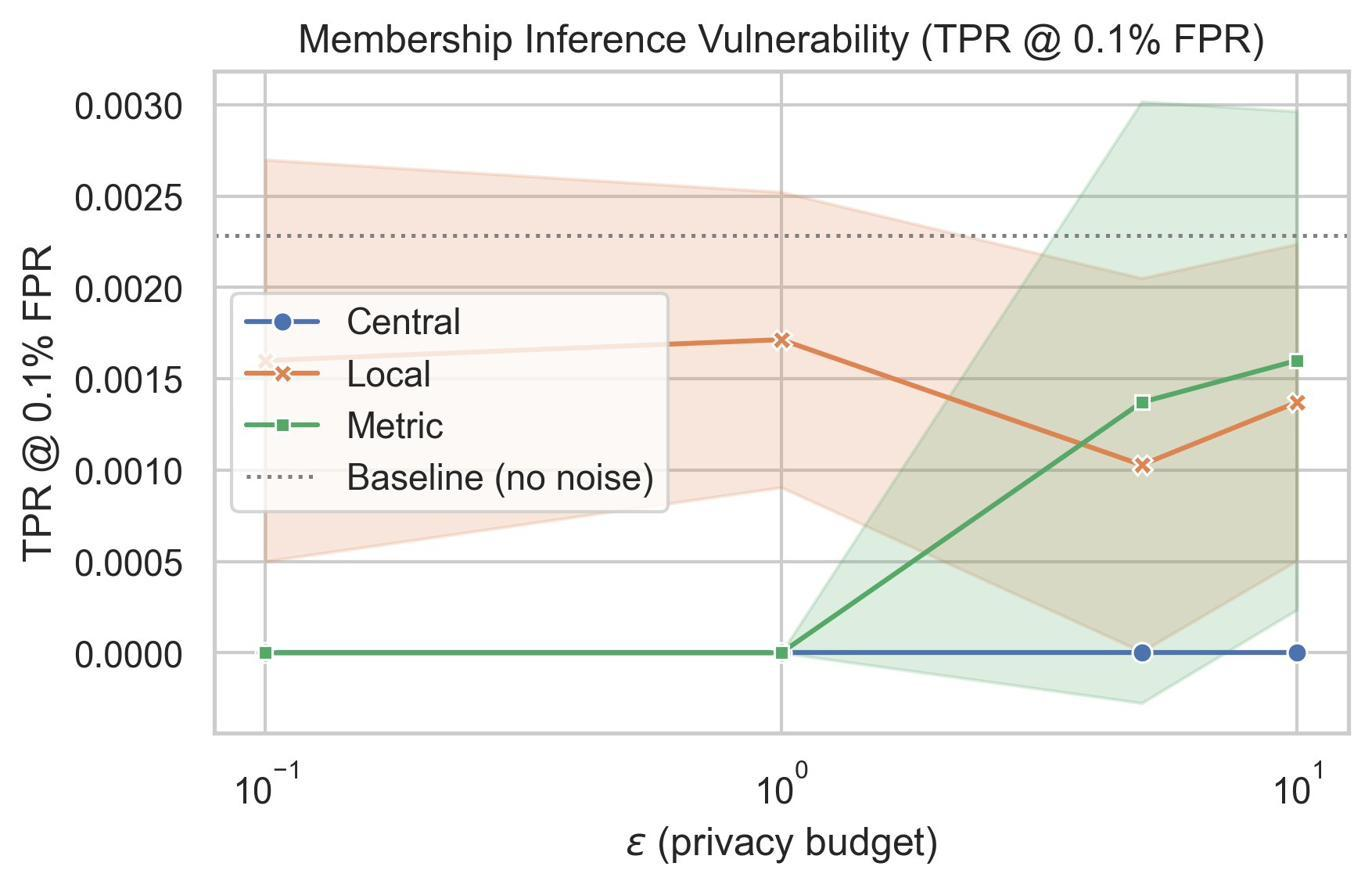 Membership Inference Vulnerability (TPR @ 0.1% FPR)
TPR @ 0.1% FPR
0.0030
0.0025
0.0020
0.0015
0.0010
0.0005
0.0000
Central
Local
Metric
Baseline (no noise)
10⁻¹
10⁰
10¹
ε (privacy budget)